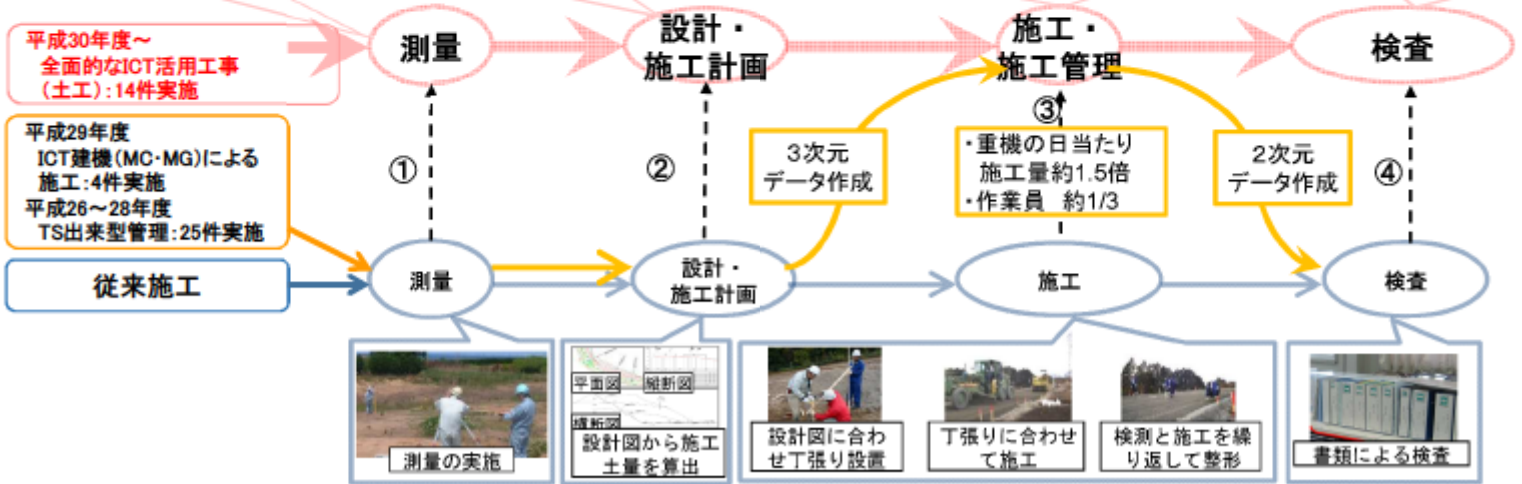 平成30年度～
全面的なICT活用工事
(土工):14件実施
測量
設計・
施工計画
施工・
施工管理
検査
平成29年度
ICT建機(MC・MG)による
施工:4件実施
平成26～28年度
TS出来型管理:25件実施
①
②
3次元
データ作成
③
・重機の日当たり
施工量約1.5倍
・作業員 約1/3
2次元
データ作成
④
従来施工
測量
設計・
施工計画
施工
検査
測量の実施
平面図
縦断図
横断図
設計図から施工
土量を算出
設計図に合わ
せ丁張り設置
丁張りに合わせ
て施工
検測と施工を繰
り返して整形
書類による検査